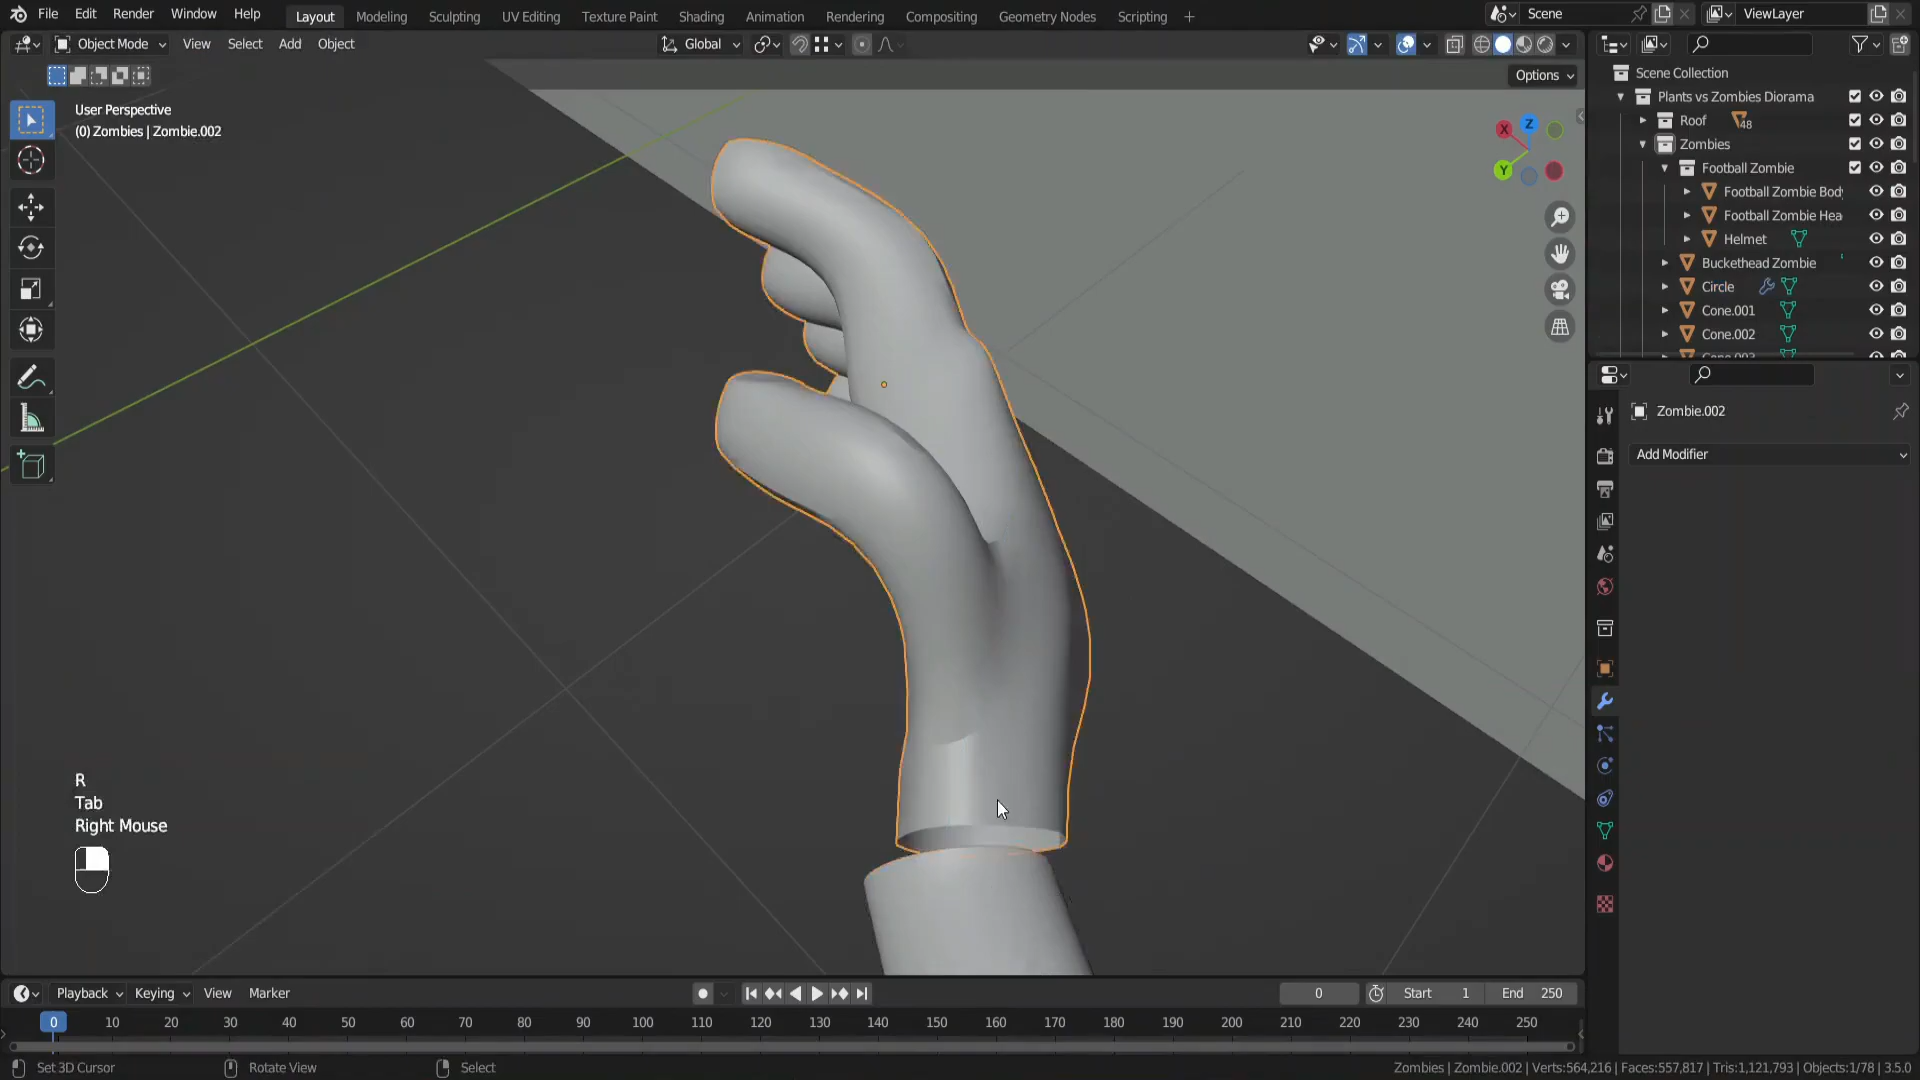 File Edit Render Window Help Layout Modeling Sculpting UV Editing Texture Paint Shading Animation Rendering Compositing Geometry Nodes Scripting + Scene ViewLayer
Object Mode View Select Add Object Global
Options
User Perspective
(0) Zombies | Zombie.002
X Z
Y
Scene Collection
Plants vs Zombies Diorama
Roof 48
Zombies
Football Zombie
Football Zombie Body
Football Zombie Hea
Helmet
Buckethead Zombie
Circle
Cone.001
Cone.002
Zombie.002
Add Modifier
R
Tab
Right Mouse
Playback Keying View Marker 0 Start 1 End 250
0 10 20 30 40 50 60 70 80 90 100 110 120 130 140 150 160 170 180 190 200 210 220 230 240 250
Set 3D Cursor Rotate View Select Zombies | Zombie.002 | Verts:564,216 | Faces:557,817 | Tris:1,121,793 | Objects:1/78 | 3.5.0